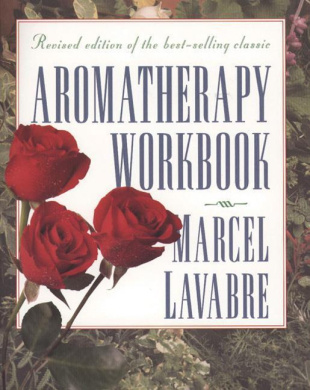 Revised edition of the best-selling classic
AROMATHERAPY
WORKBOOK
MARCEL
LAVABRE